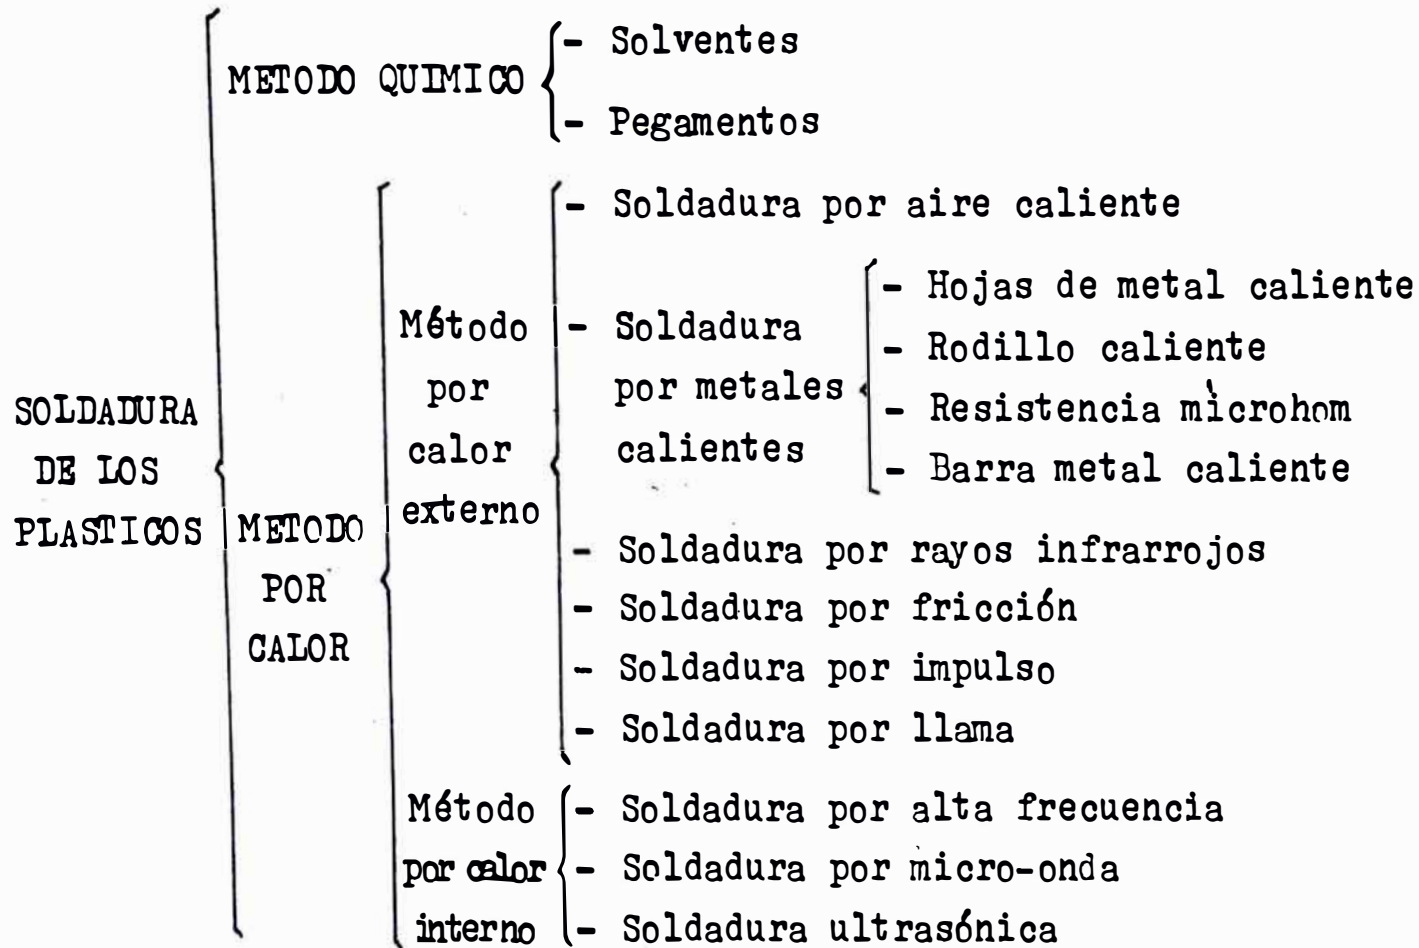 SOLDADURA
DE LOS
PLASTICOS
METODO QUIMICO
- Solventes
- Pegamentos
METODO
POR
CALOR
Método
por
calor
externo
- Soldadura por aire caliente
- Soldadura
por metales
calientes
- Hojas de metal caliente
- Rodillo caliente
- Resistencia microhom
- Barra metal caliente
- Soldadura por rayos infrarrojos
- Soldadura por fricción
- Soldadura por impulso
- Soldadura por llama
Método
por calor
interno
- Soldadura por alta frecuencia
- Soldadura por micro-onda
- Soldadura ultrasónica